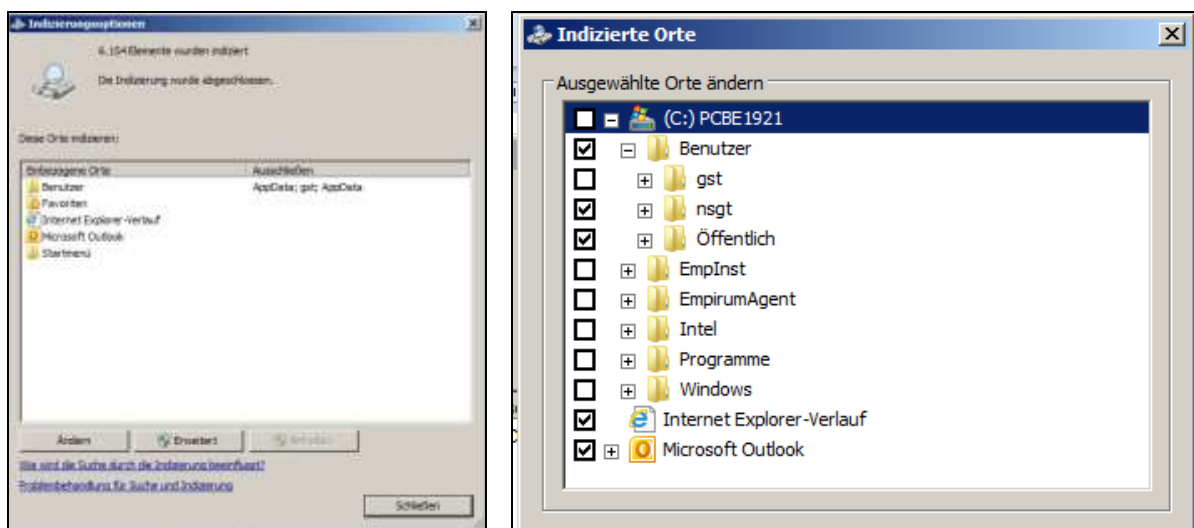 Indizierungsoptionen
6.104 Elemente wurden indiziert
Die Indizierung wurde abgeschlossen.
Diese Orte indizieren:
Einbezogene Orte Ausschließen
Benutzer AppData; gst; AppData
Favoriten
Internet Explorer-Verlauf
Microsoft Outlook
Startmenü
Ändern Erweitert
Wie wird die Suche durch die Indizierung beeinflusst?
Problembehandlung für Suche und Indizierung
Schließen
Indizierte Orte
Ausgewählte Orte ändern
(C:) PCBE1921
Benutzer
gst
nsgt
Öffentlich
EmpInst
EmpirumAgent
Intel
Programme
Windows
Internet Explorer-Verlauf
Microsoft Outlook